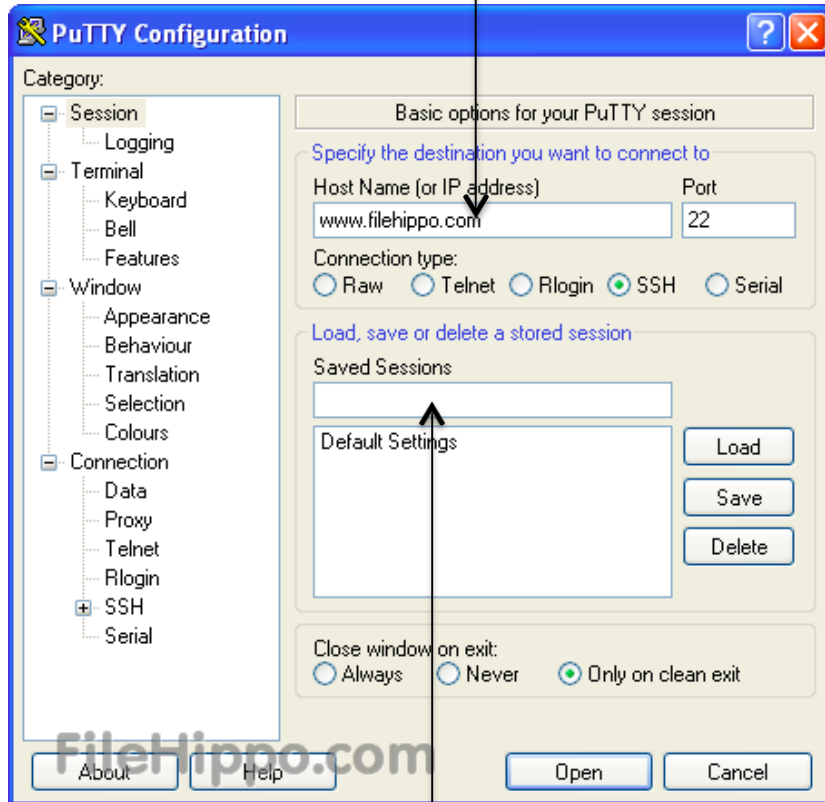 PuTTY Configuration
Category:
Session
Logging
Terminal
Keyboard
Bell
Features
Window
Appearance
Behaviour
Translation
Selection
Colours
Connection
Data
Proxy
Telnet
Rlogin
SSH
Serial
Basic options for your PuTTY session
Specify the destination you want to connect to
Host Name (or IP address) Port
www.filehippo.com 22
Connection type:
Raw Telnet Rlogin SSH Serial
Load, save or delete a stored session
Saved Sessions
Default Settings
Load
Save
Delete
Close window on exit:
Always Never Only on clean exit
FileHippo.com
About Help Open Cancel